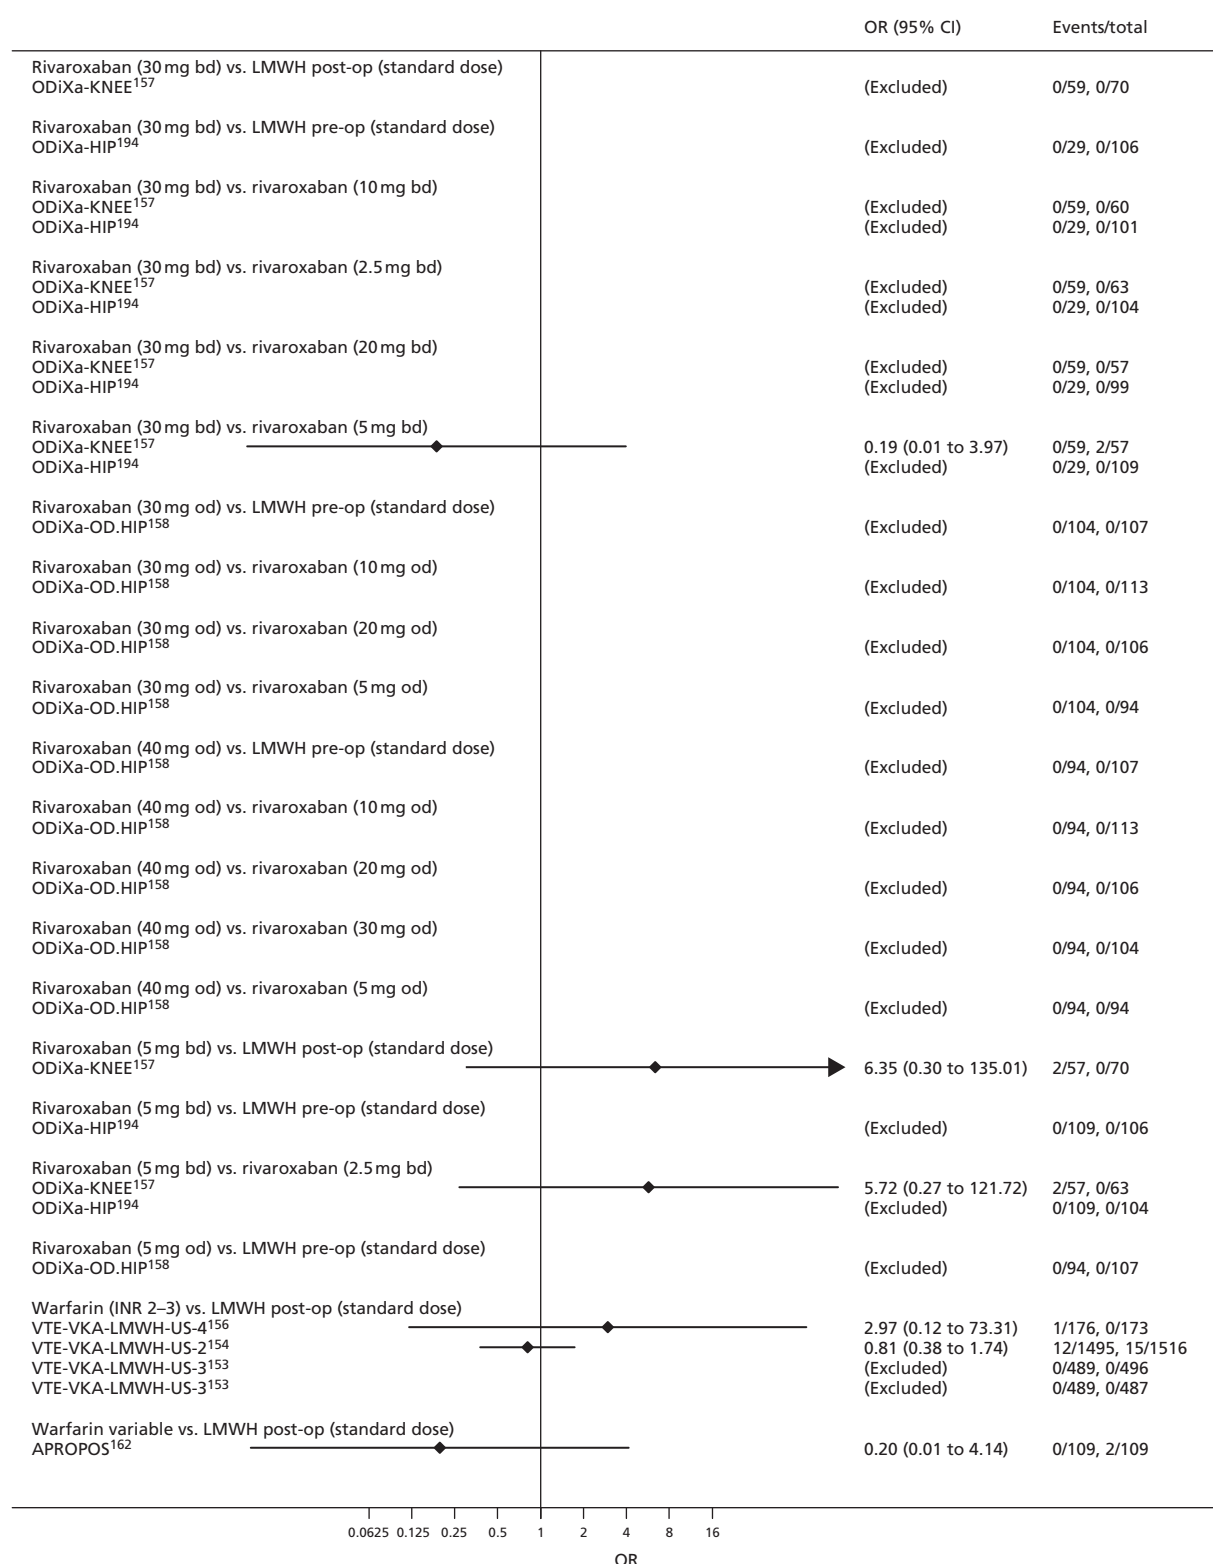 OR (95% CI) Events/total
Rivaroxaban (30 mg bd) vs. LMWH post-op (standard dose)
ODiXa-KNEE157 (Excluded) 0/59, 0/70
Rivaroxaban (30 mg bd) vs. LMWH pre-op (standard dose)
ODiXa-HIP194 (Excluded) 0/29, 0/106
Rivaroxaban (30 mg bd) vs. rivaroxaban (10 mg bd)
ODiXa-KNEE157 (Excluded) 0/59, 0/60
ODiXa-HIP194 (Excluded) 0/29, 0/101
Rivaroxaban (30 mg bd) vs. rivaroxaban (2.5 mg bd)
ODiXa-KNEE157 (Excluded) 0/59, 0/63
ODiXa-HIP194 (Excluded) 0/29, 0/104
Rivaroxaban (30 mg bd) vs. rivaroxaban (20 mg bd)
ODiXa-KNEE157 (Excluded) 0/59, 0/57
ODiXa-HIP194 (Excluded) 0/29, 0/99
Rivaroxaban (30 mg bd) vs. rivaroxaban (5 mg bd)
ODiXa-KNEE157 0.19 (0.01 to 3.97) 0/59, 2/57
ODiXa-HIP194 (Excluded) 0/29, 0/109
Rivaroxaban (30 mg od) vs. LMWH pre-op (standard dose)
ODiXa-OD.HIP158 (Excluded) 0/104, 0/107
Rivaroxaban (30 mg od) vs. rivaroxaban (10 mg od)
ODiXa-OD.HIP158 (Excluded) 0/104, 0/113
Rivaroxaban (30 mg od) vs. rivaroxaban (20 mg od)
ODiXa-OD.HIP158 (Excluded) 0/104, 0/106
Rivaroxaban (30 mg od) vs. rivaroxaban (5 mg od)
ODiXa-OD.HIP158 (Excluded) 0/104, 0/94
Rivaroxaban (40 mg od) vs. LMWH pre-op (standard dose)
ODiXa-OD.HIP158 (Excluded) 0/94, 0/107
Rivaroxaban (40 mg od) vs. rivaroxaban (10 mg od)
ODiXa-OD.HIP158 (Excluded) 0/94, 0/113
Rivaroxaban (40 mg od) vs. rivaroxaban (20 mg od)
ODiXa-OD.HIP158 (Excluded) 0/94, 0/106
Rivaroxaban (40 mg od) vs. rivaroxaban (30 mg od)
ODiXa-OD.HIP158 (Excluded) 0/94, 0/104
Rivaroxaban (40 mg od) vs. rivaroxaban (5 mg od)
ODiXa-OD.HIP158 (Excluded) 0/94, 0/94
Rivaroxaban (5 mg bd) vs. LMWH post-op (standard dose)
ODiXa-KNEE157 6.35 (0.30 to 135.01) 2/57, 0/70
Rivaroxaban (5 mg bd) vs. LMWH pre-op (standard dose)
ODiXa-HIP194 (Excluded) 0/109, 0/106
Rivaroxaban (5 mg bd) vs. rivaroxaban (2.5 mg bd)
ODiXa-KNEE157 5.72 (0.27 to 121.72) 2/57, 0/63
ODiXa-HIP194 (Excluded) 0/109, 0/104
Rivaroxaban (5 mg od) vs. LMWH pre-op (standard dose)
ODiXa-OD.HIP158 (Excluded) 0/94, 0/107
Warfarin (INR 2–3) vs. LMWH post-op (standard dose)
VTE-VKA-LMWH-US-4156 2.97 (0.12 to 73.31) 1/176, 0/173
VTE-VKA-LMWH-US-2154 0.81 (0.38 to 1.74) 12/1495, 15/1516
VTE-VKA-LMWH-US-3153 (Excluded) 0/489, 0/496
VTE-VKA-LMWH-US-3153 (Excluded) 0/489, 0/487
Warfarin variable vs. LMWH post-op (standard dose)
APROPOS162 0.20 (0.01 to 4.14) 0/109, 2/109
0.0625 0.125 0.25 0.5 1 2 4 8 16
OR